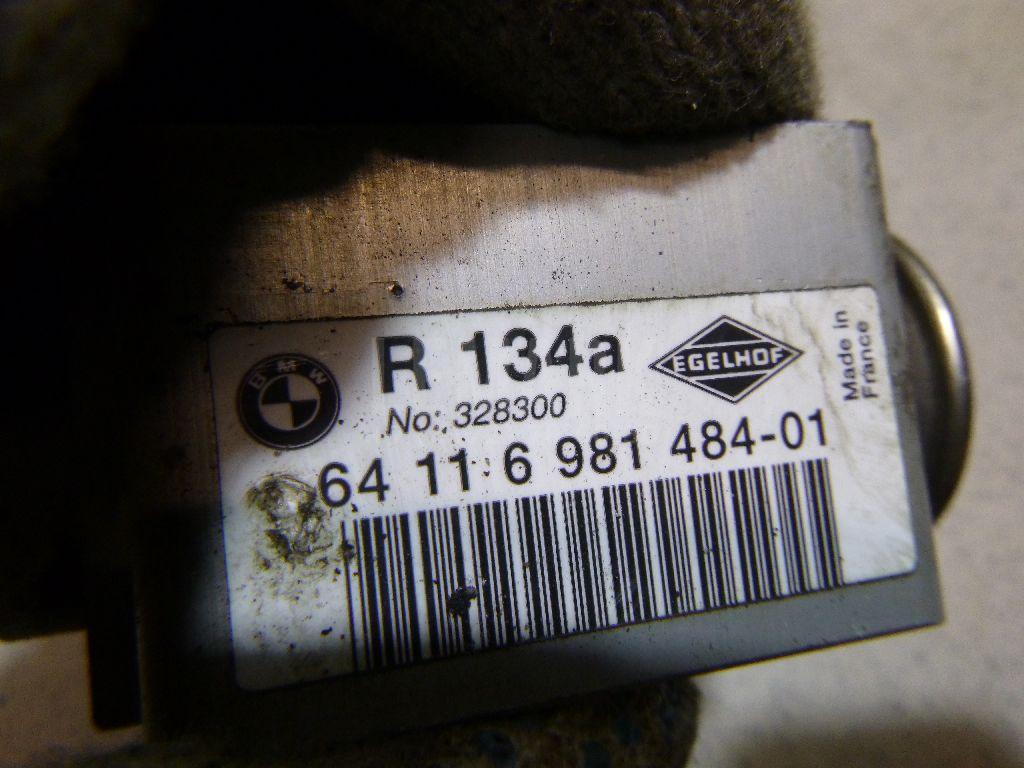 BMW
R 134a
EGELHOF
Made in
France
No: 328300
64 11 6 981 484-01